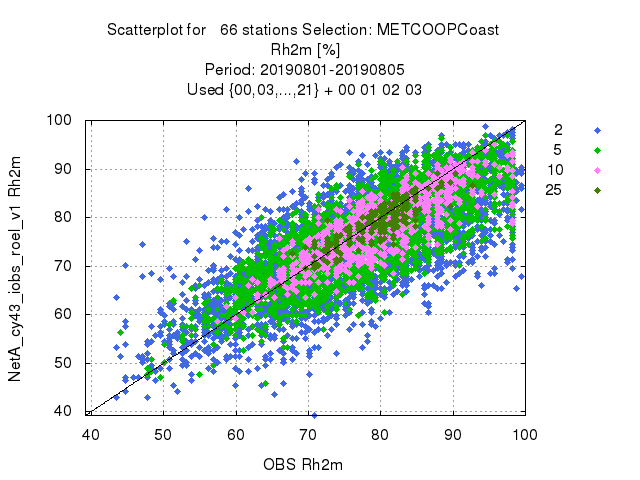 Scatterplot for 66 stations Selection: METCOOPCoast
Rh2m [%]
Period: 20190801-20190805
Used {00,03,...,21} + 00 01 02 03
NetA_cy43_iobs_roel_v1 Rh2m
100
90
80
70
60
50
40
40 50 60 70 80 90 100
OBS Rh2m
2
5
10
25